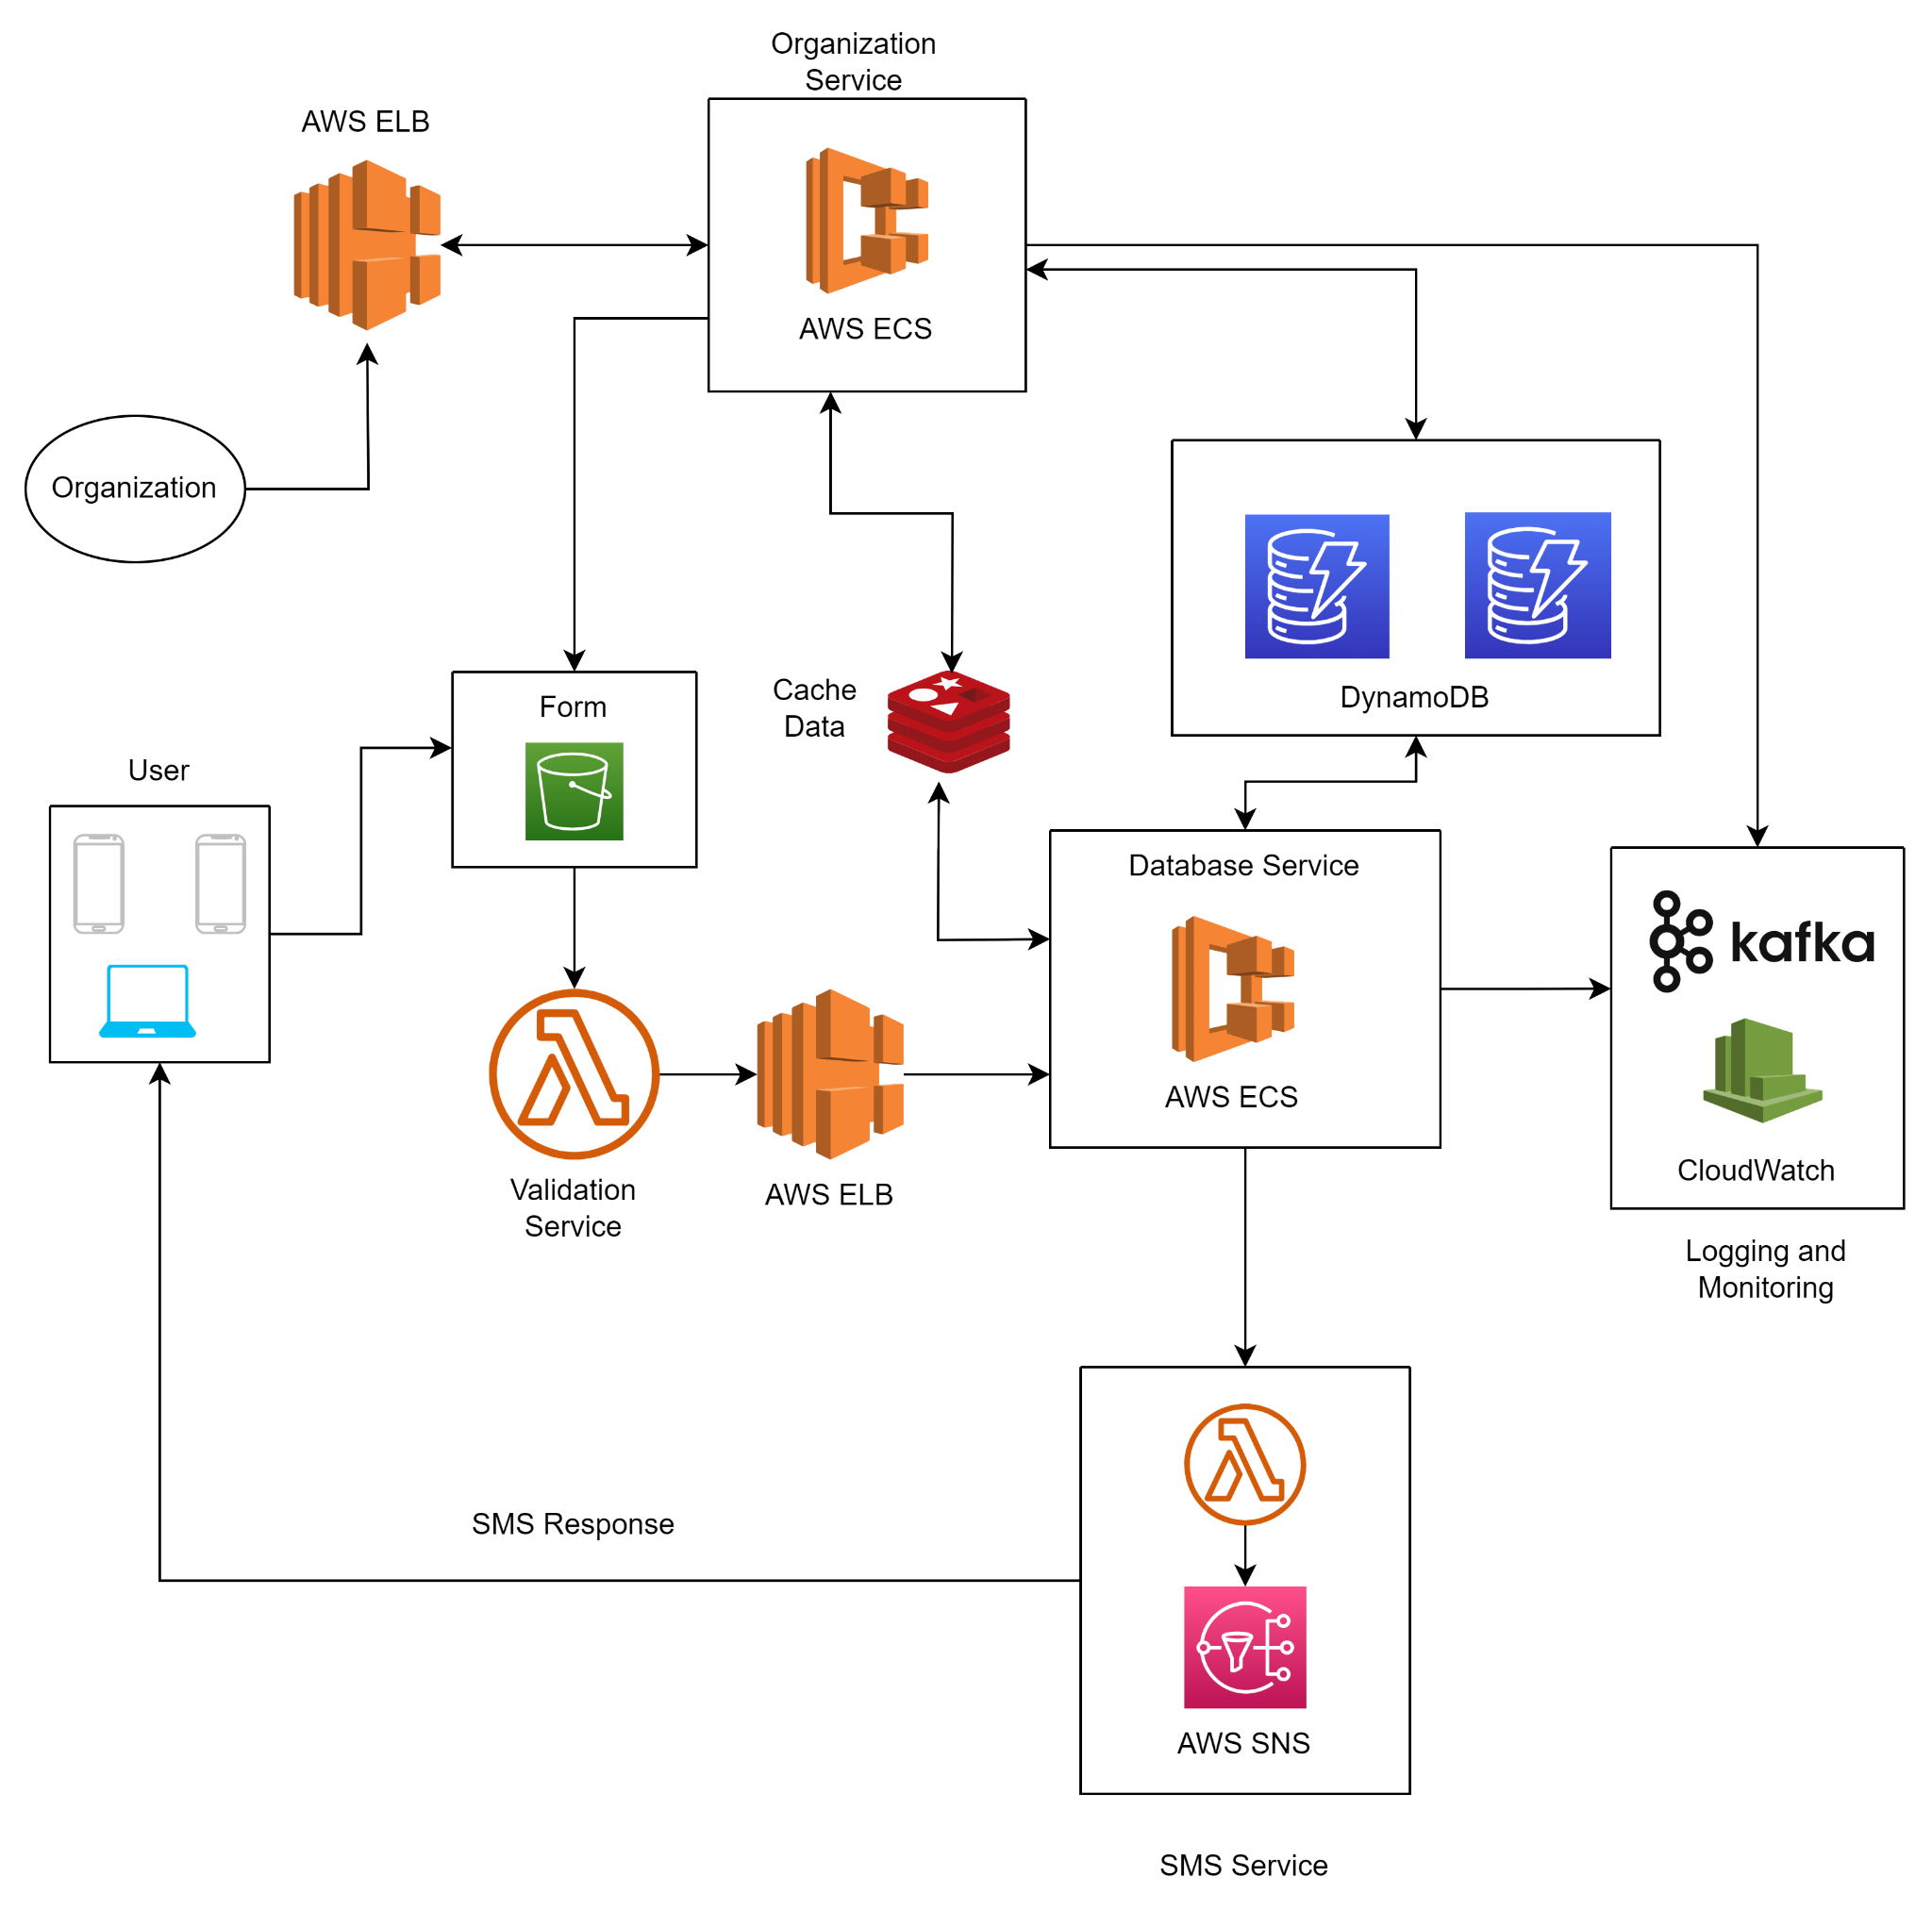 Organization
Service
AWS ELB
AWS ECS
Organization
Form
Cache
Data
DynamoDB
User
Database Service
kafka
AWS ECS
CloudWatch
Validation
Service
AWS ELB
Logging and
Monitoring
SMS Response
AWS SNS
SMS Service